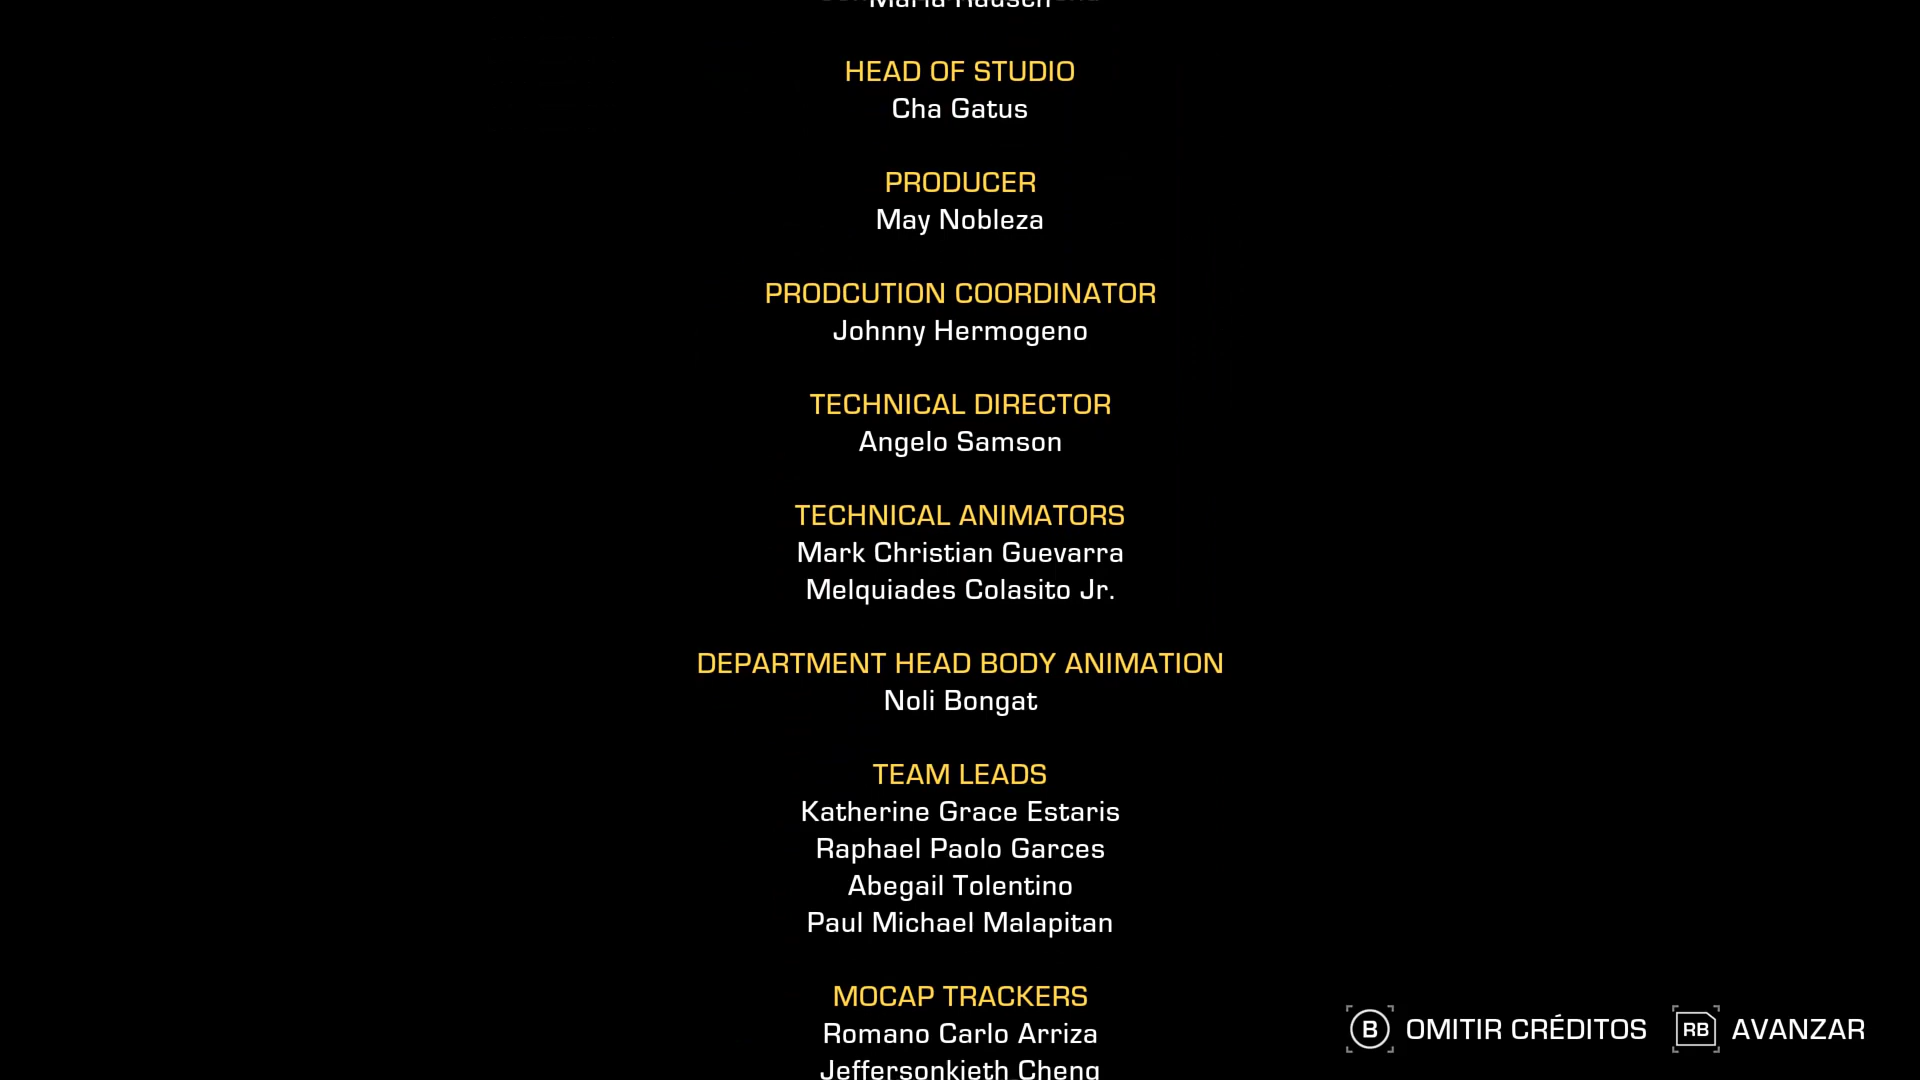 Maria Rausch
HEAD OF STUDIO
Cha Gatus
PRODUCER
May Nobleza
PRODCUTION COORDINATOR
Johnny Hermogeno
TECHNICAL DIRECTOR
Angelo Samson
TECHNICAL ANIMATORS
Mark Christian Guevarra
Melquiades Colasito Jr.
DEPARTMENT HEAD BODY ANIMATION
Noli Bongat
TEAM LEADS
Katherine Grace Estaris
Raphael Paolo Garces
Abegail Tolentino
Paul Michael Malapitan
MOCAP TRACKERS
Romano Carlo Arriza
Jeffersonkieth Cheng
B OMITIR CRÉDITOS RB AVANZAR